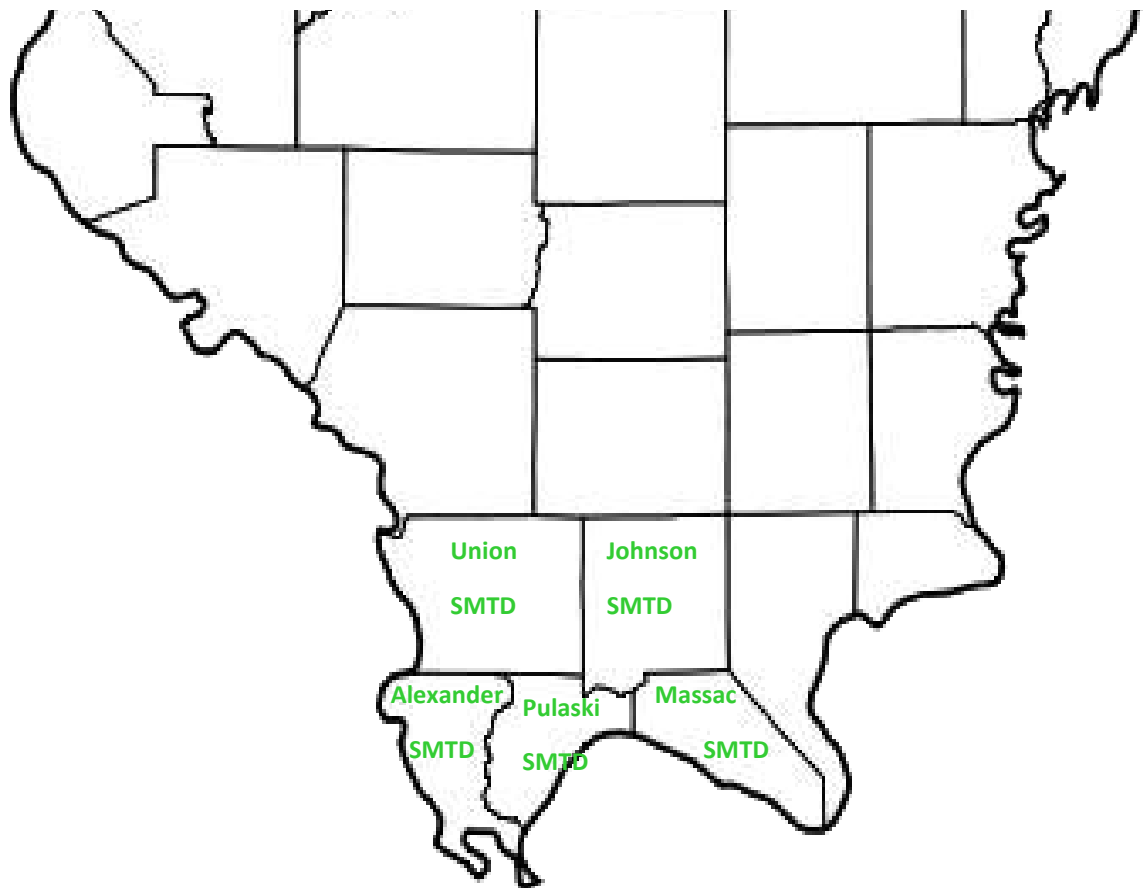 Union
SMTD
Johnson
SMTD
Alexander
SMTD
Pulaski
SMTD
Massac
SMTD